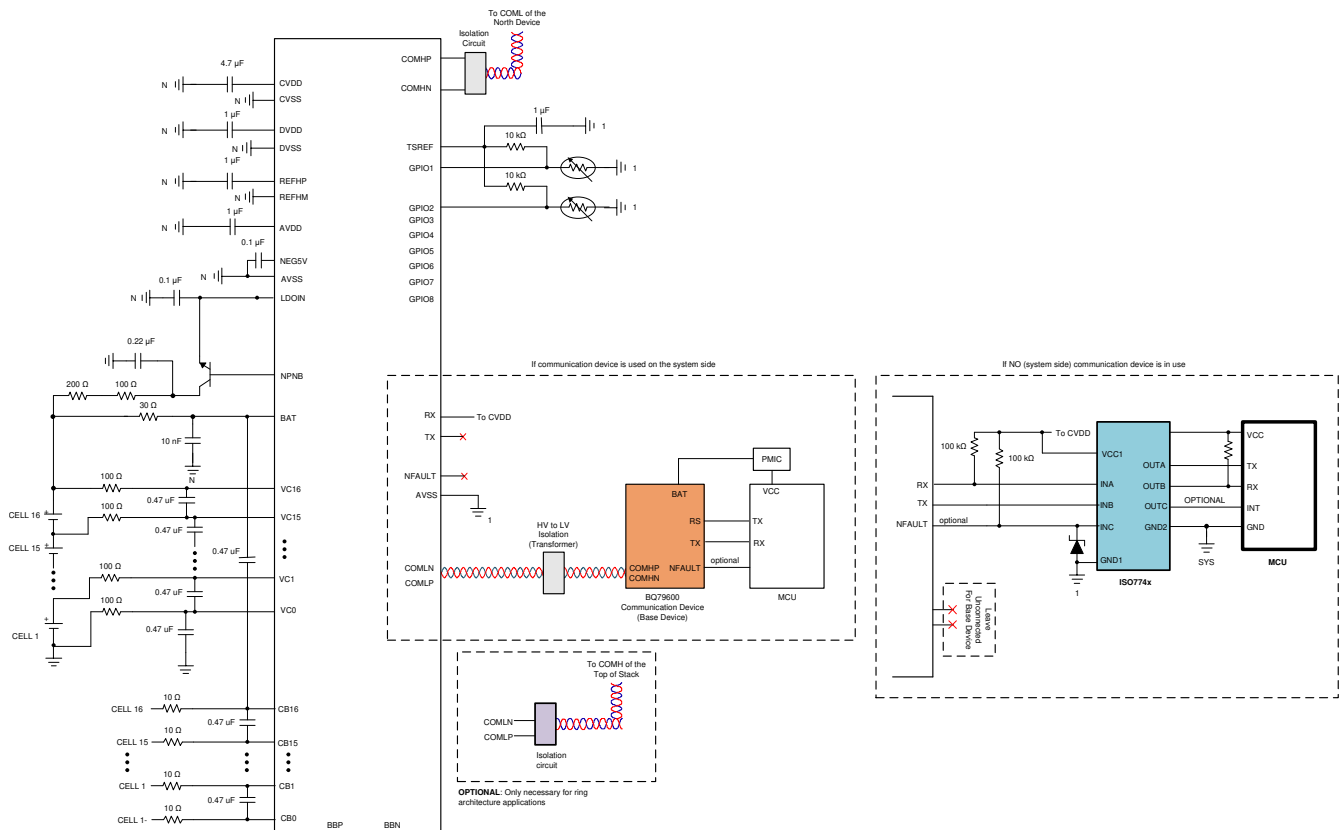 To COML of the
North Device
Isolation
Circuit
COMHP
COMHN
4.7 µF
N
CVDD
N
CVSS
1 µF
N
DVDD
N
DVSS
1 µF
N
REFHP
N
REFHM
1 µF
N
AVDD
0.1 µF
NEG5V
N
AVSS
0.1 µF
N
LDOIN
0.22 µF
NPNB
200 Ω
100 Ω
30 Ω
BAT
10 nF
N
100 Ω
VC16
0.47 uF
CELL 16
+
100 Ω
VC15
0.47 uF
CELL 15
+
0.47 uF
100 Ω
VC1
0.47 uF
100 Ω
VC0
CELL 1
+
0.47 uF
10 Ω
CELL 16
CB16
0.47 uF
10 Ω
CELL 15
CB15
10 Ω
CELL 1
CB1
0.47 uF
10 Ω
CELL 1-
CB0
BBP
BBN
1 µF
1
TSREF
10 kΩ
GPIO1
1
10 kΩ
GPIO2
1
GPIO3
GPIO4
GPIO5
GPIO6
GPIO7
GPIO8
If communication device is used on the system side
RX
To CVDD
TX
NFAULT
AVSS
1
COMLN
COMLP
HV to LV
Isolation
(Transformer)
BAT
RS
TX
NFAULT
COMHP
COMHN
BQ79600
Communication Device
(Base Device)
optional
PMIC
VCC
TX
RX
MCU
To COMH of the
Top of Stack
COMLN
COMLP
Isolation
circuit
OPTIONAL: Only necessary for ring
architecture applications
If NO (system side) communication device is in use
100 kΩ
100 kΩ
To CVDD
RX
TX
NFAULT
optional
1
VCC1
INA
INB
INC
GND1
OUTA
OUTB
OUTC
GND2
ISO774x
OPTIONAL
SYS
VCC
TX
RX
INT
GND
MCU
Leave
Unconnected
For Base Device